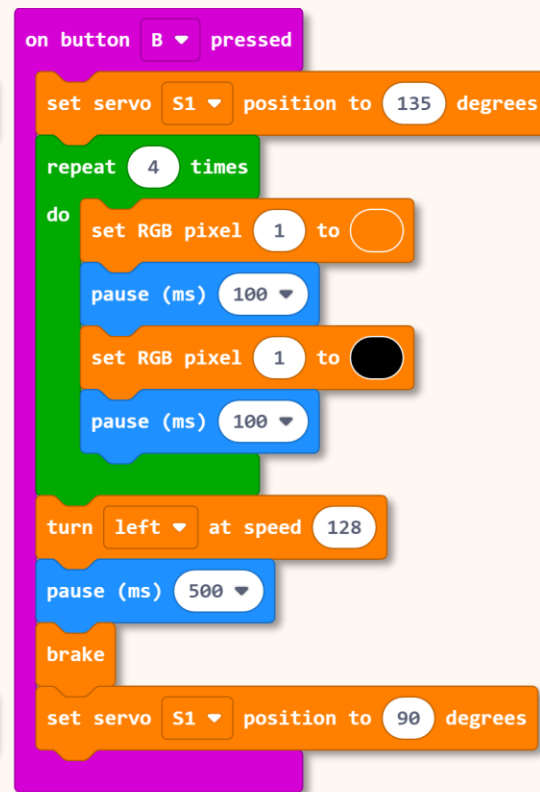 on button B pressed
set servo S1 position to 135 degrees
repeat 4 times
do
set RGB pixel 1 to
pause (ms) 100
set RGB pixel 1 to
pause (ms) 100
turn left at speed 128
pause (ms) 500
brake
set servo S1 position to 90 degrees